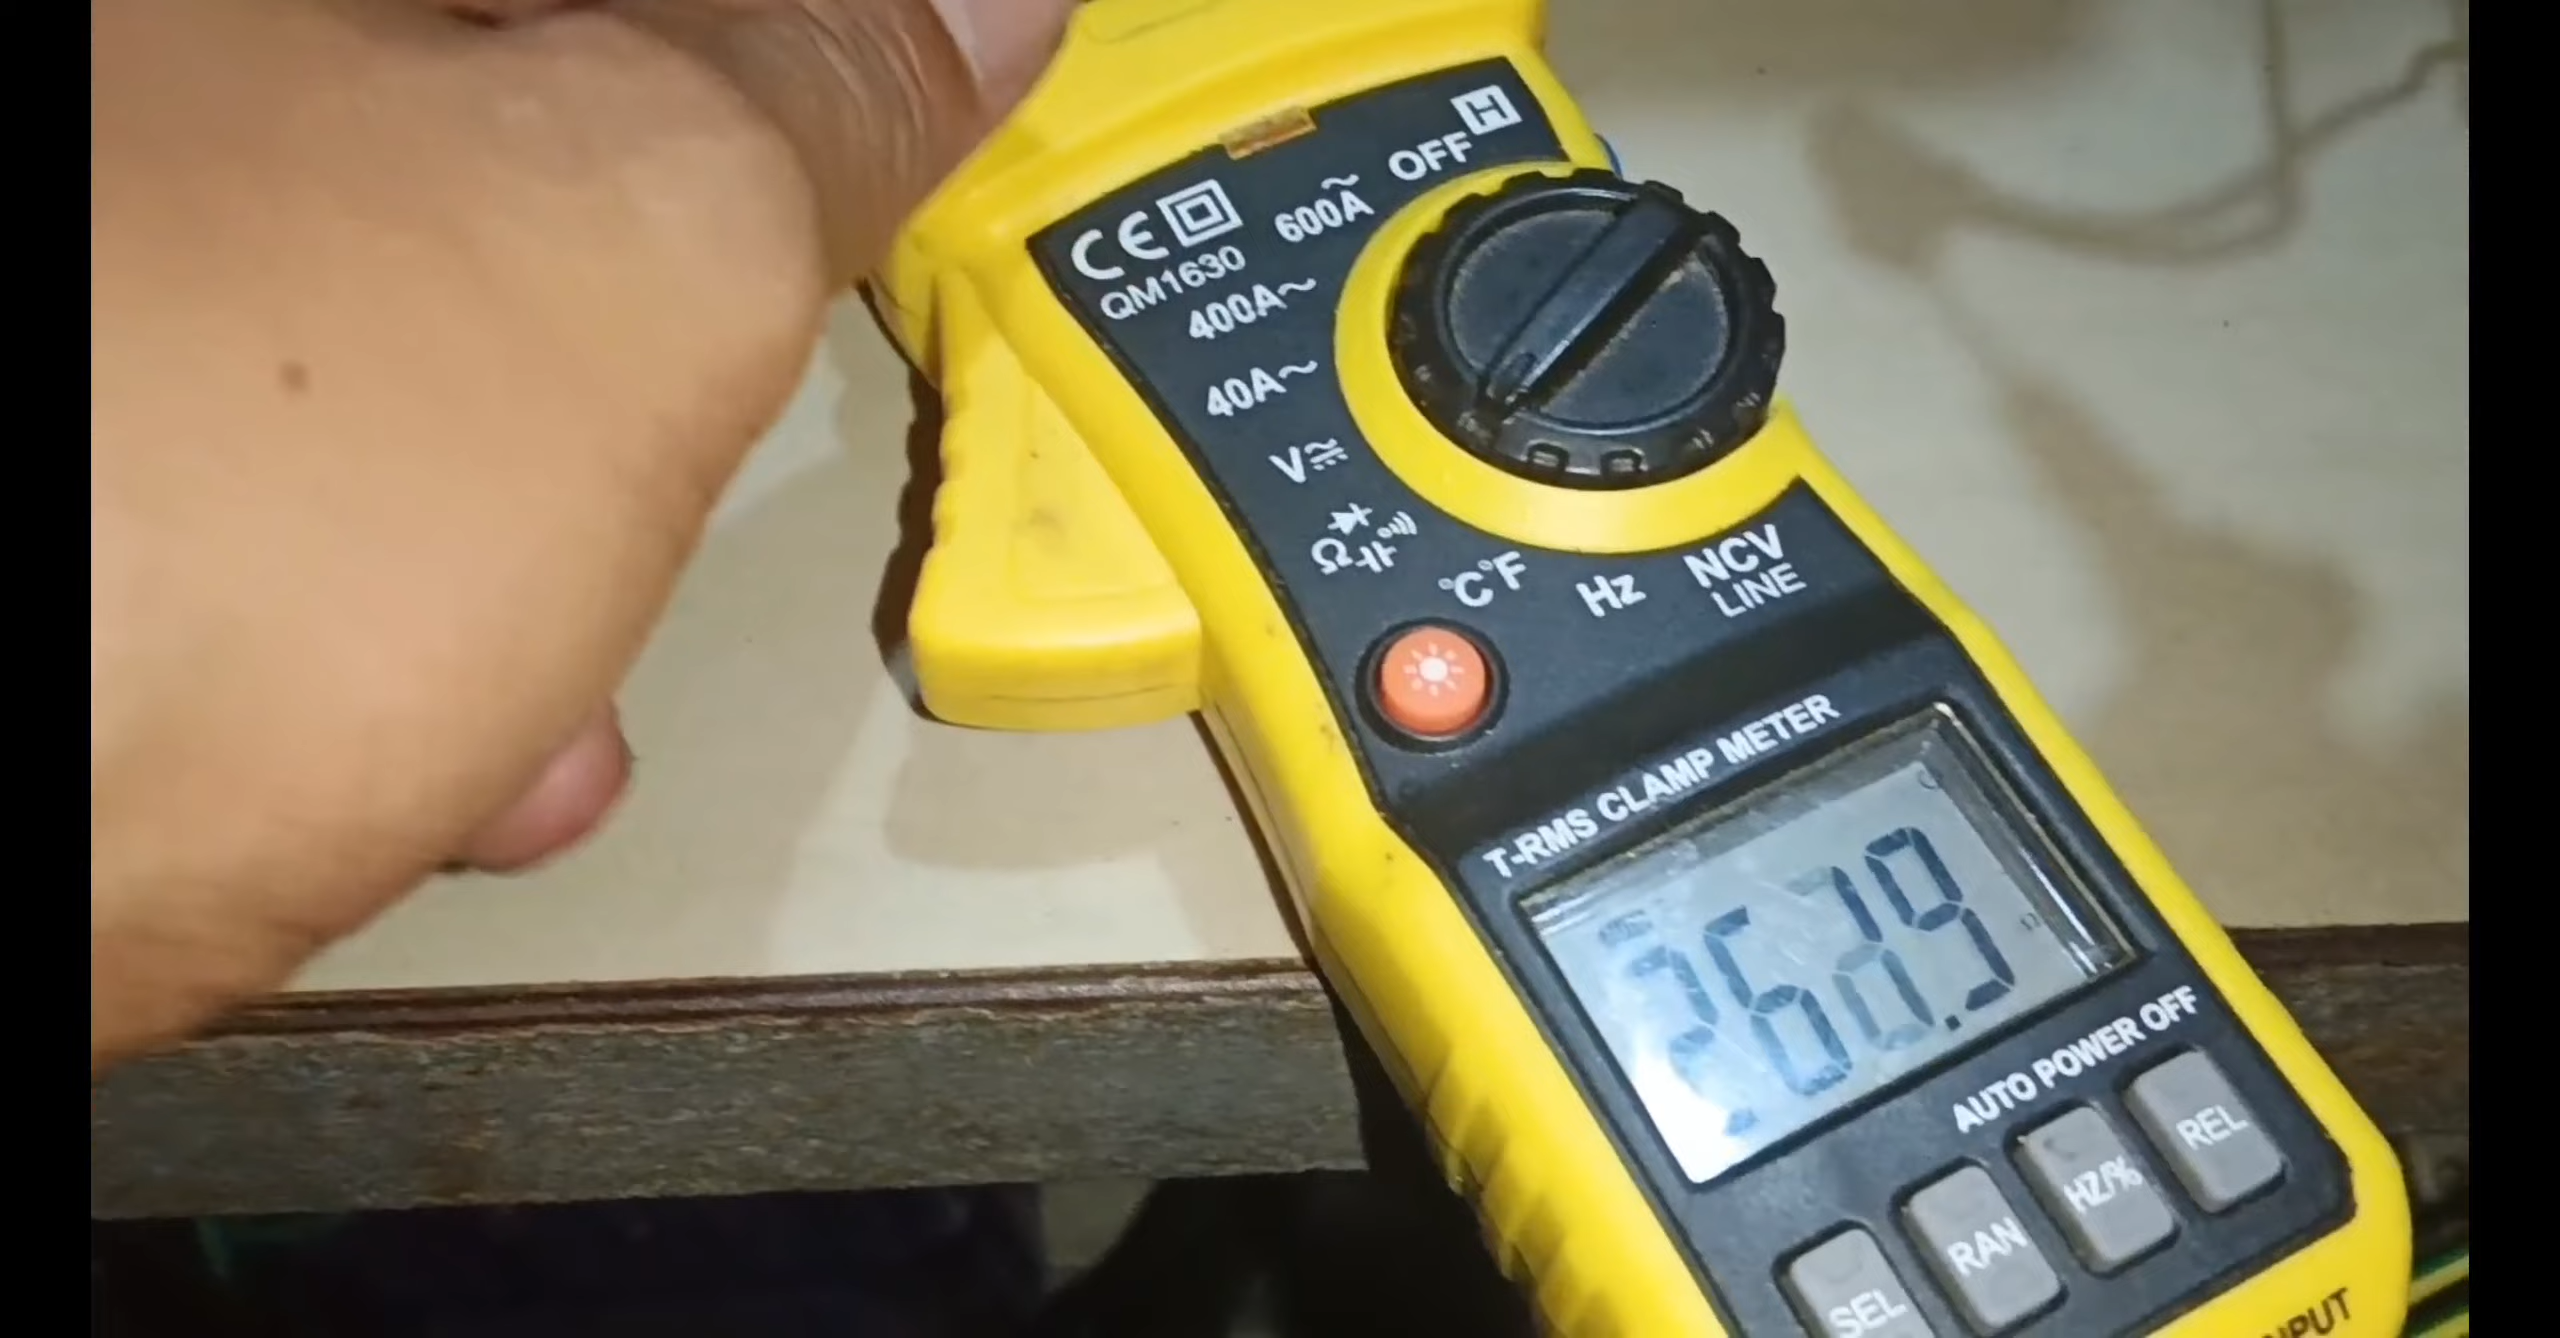 OFF H
600A≂
CE
QM1630
400A~
40A~
V≂
Ω
°C°F
Hz
NCV
LINE
T-RMS CLAMP METER
AUTO POWER OFF
SEL
RAN
HZ/%
REL